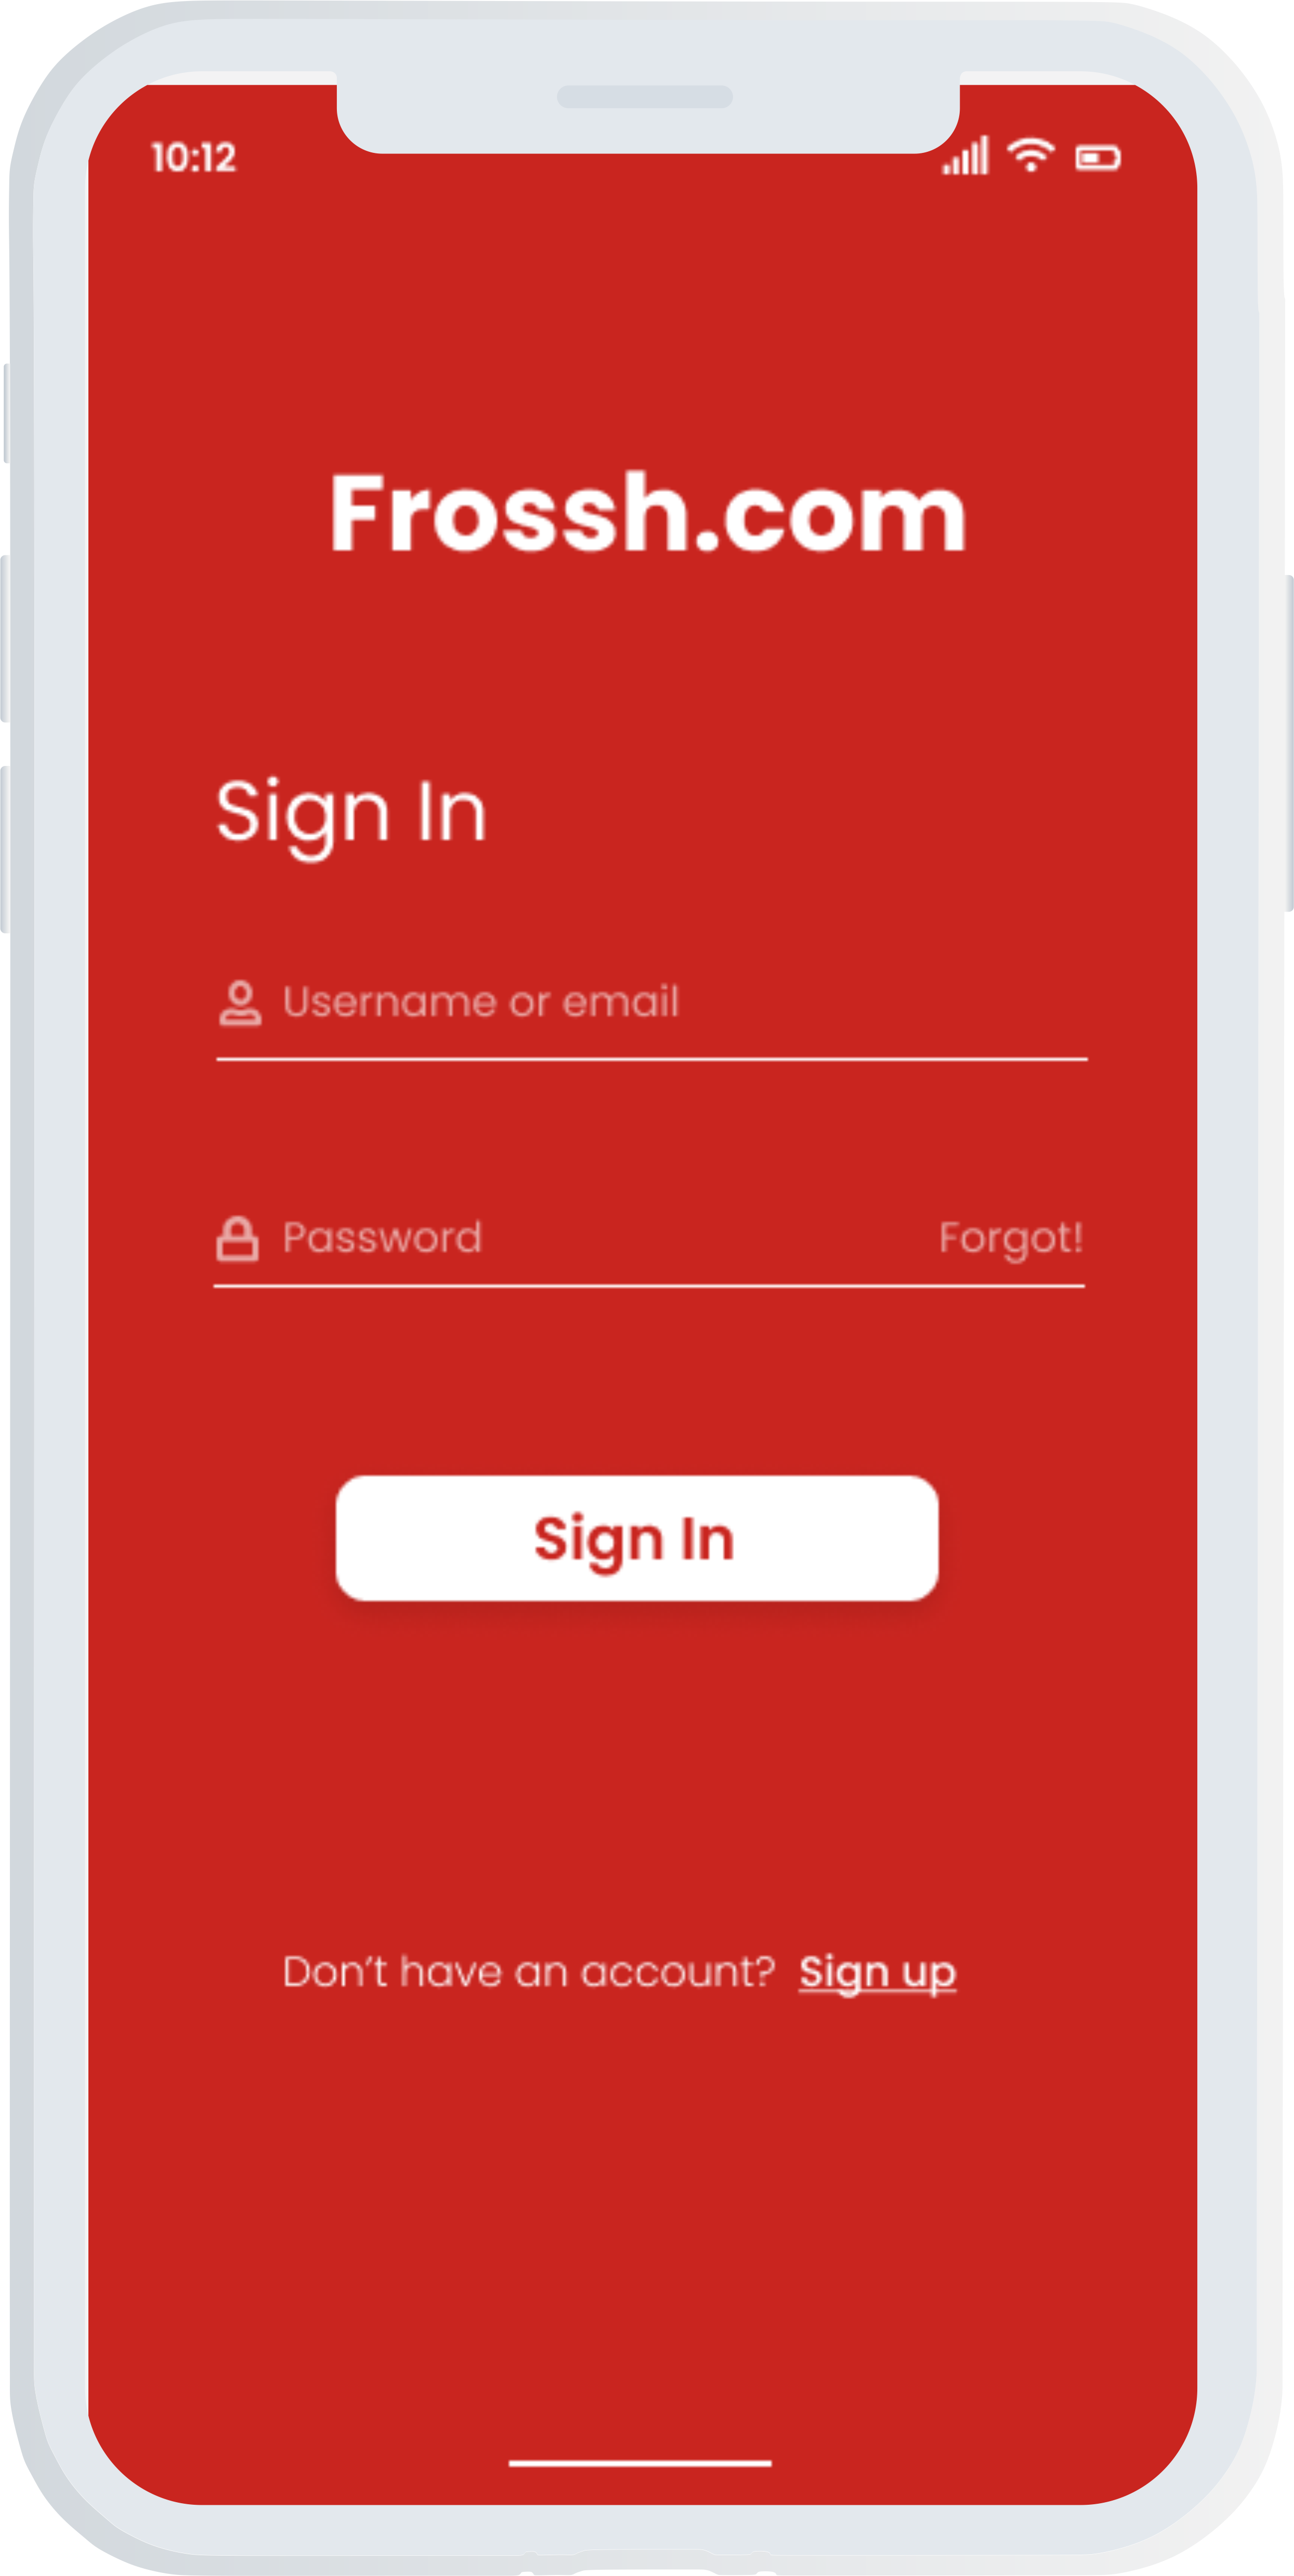 10:12
Frossh.com
Sign In
Username or email
Password Forgot!
Sign In
Don’t have an account? Sign up